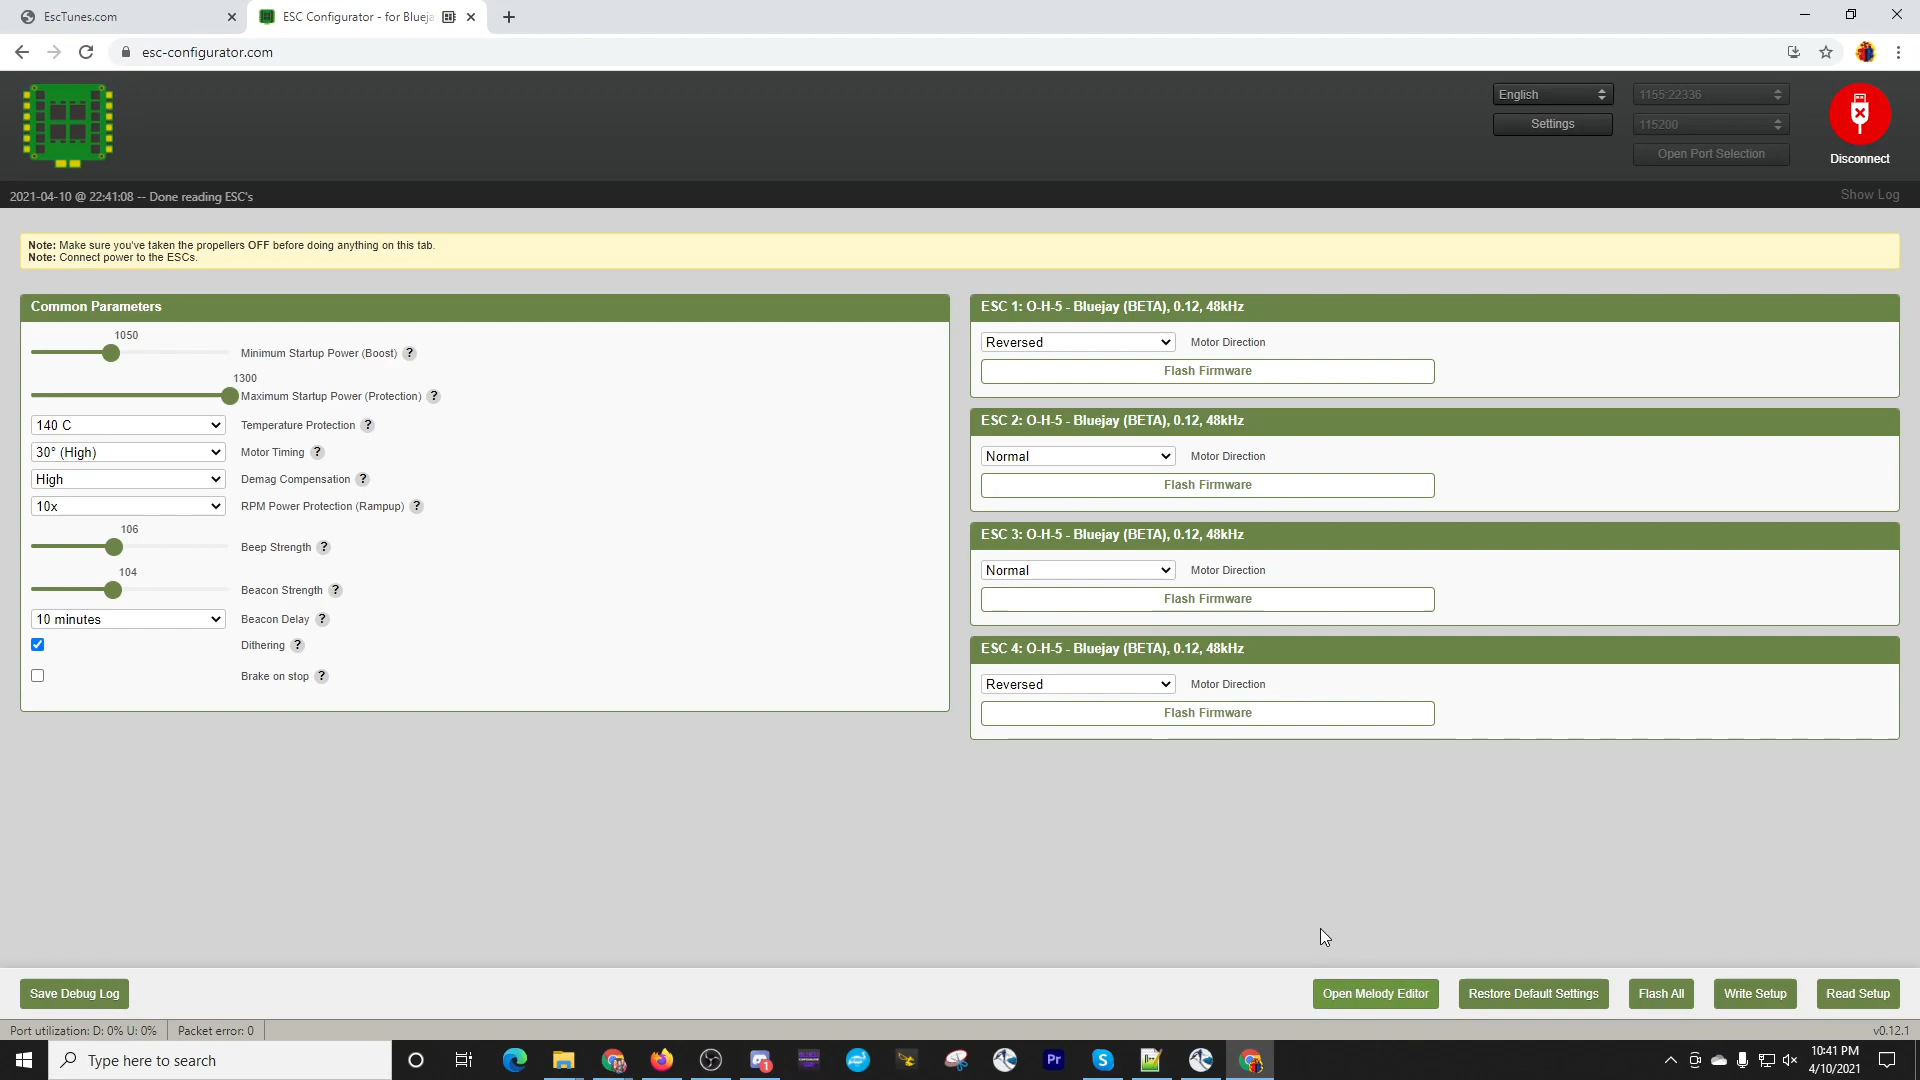 EscTunes.com
ESC Configurator - for Blueja
esc-configurator.com
English
1155:22336
Settings
115200
Open Port Selection
Disconnect
2021-04-10 @ 22:41:08 -- Done reading ESC's
Show Log
Note: Make sure you've taken the propellers OFF before doing anything on this tab.
Note: Connect power to the ESCs.
Common Parameters
1050
Minimum Startup Power (Boost) ?
1300
Maximum Startup Power (Protection) ?
140 C Temperature Protection ?
30° (High) Motor Timing ?
High Demag Compensation ?
10x RPM Power Protection (Rampup) ?
106
Beep Strength ?
104
Beacon Strength ?
10 minutes Beacon Delay ?
Dithering ?
Brake on stop ?
ESC 1: O-H-5 - Bluejay (BETA), 0.12, 48kHz
Reversed Motor Direction
Flash Firmware
ESC 2: O-H-5 - Bluejay (BETA), 0.12, 48kHz
Normal Motor Direction
Flash Firmware
ESC 3: O-H-5 - Bluejay (BETA), 0.12, 48kHz
Normal Motor Direction
Flash Firmware
ESC 4: O-H-5 - Bluejay (BETA), 0.12, 48kHz
Reversed Motor Direction
Flash Firmware
Save Debug Log
Open Melody Editor
Restore Default Settings
Flash All
Write Setup
Read Setup
Port utilization: D: 0% U: 0%
Packet error: 0
v0.12.1
Type here to search
1
Pr
S
10:41 PM
4/10/2021